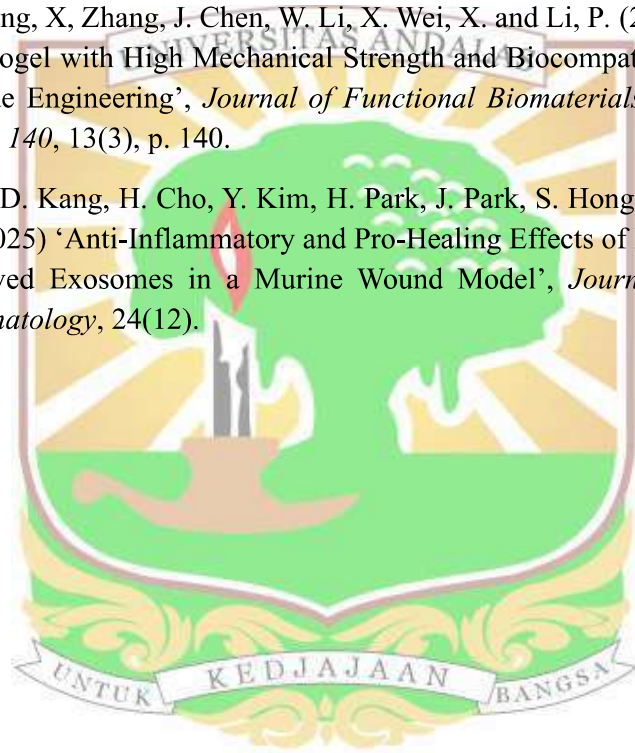 ng, X, Zhang, J. Chen, W. Li, X. Wei, X. and Li, P. (2
ogel with High Mechanical Strength and Biocompat
e Engineering’, Journal of Functional Biomaterials
140, 13(3), p. 140.
D. Kang, H. Cho, Y. Kim, H. Park, J. Park, S. Hong
025) ‘Anti-Inflammatory and Pro-Healing Effects of
ved Exosomes in a Murine Wound Model’, Journ
natology, 24(12).
UNIVERSITAS ANDALAS
UNTUK KEDJAJAAN BANGSA